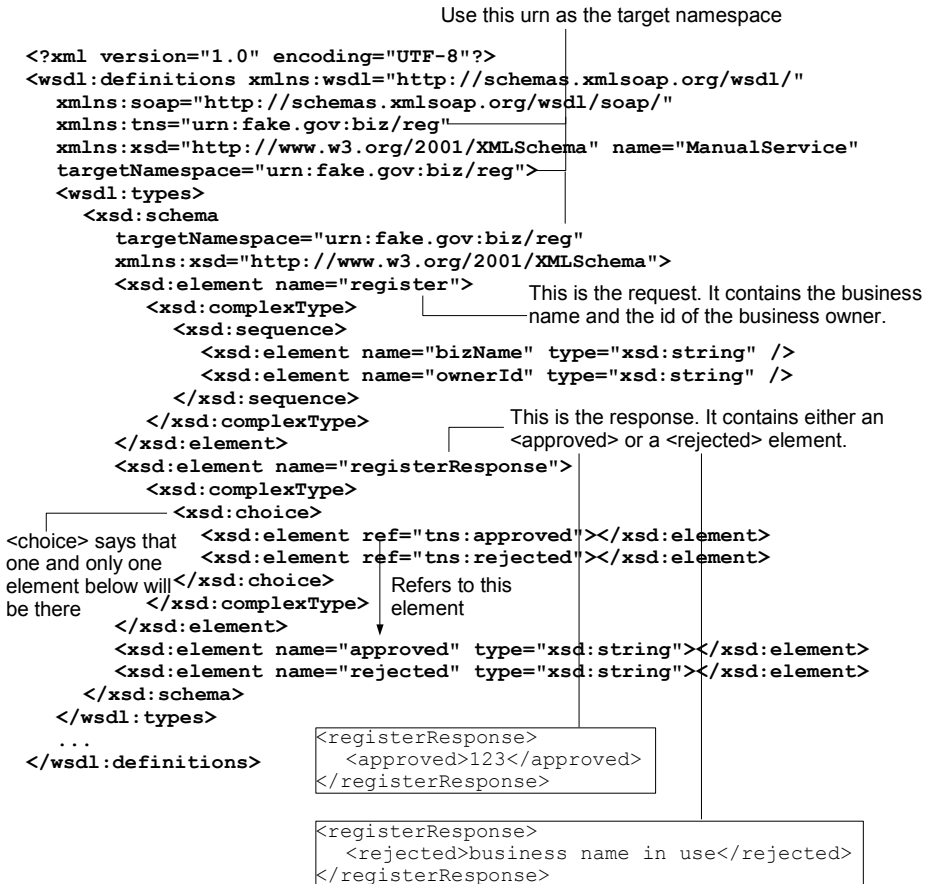 Use this urn as the target namespace
<?xml version="1.0" encoding="UTF-8"?>
<wsdl:definitions xmlns:wsdl="http://schemas.xmlsoap.org/wsdl/"
xmlns:soap="http://schemas.xmlsoap.org/wsdl/soap/"
xmlns:tns="urn:fake.gov:biz/reg"
xmlns:xsd="http://www.w3.org/2001/XMLSchema" name="ManualService"
targetNamespace="urn:fake.gov:biz/reg">
<wsdl:types>
<xsd:schema
targetNamespace="urn:fake.gov:biz/reg"
xmlns:xsd="http://www.w3.org/2001/XMLSchema">
<xsd:element name="register">
This is the request. It contains the business
name and the id of the business owner.
<xsd:complexType>
<xsd:sequence>
<xsd:element name="bizName" type="xsd:string" />
<xsd:element name="ownerId" type="xsd:string" />
</xsd:sequence>
</xsd:complexType>
</xsd:element>
This is the response. It contains either an
<approved> or a <rejected> element.
<xsd:element name="registerResponse">
<xsd:complexType>
<xsd:choice>
<choice> says that
one and only one
element below will
be there
<xsd:element ref="tns:approved"></xsd:element>
<xsd:element ref="tns:rejected"></xsd:element>
</xsd:choice>
Refers to this
element
</xsd:complexType>
</xsd:element>
<xsd:element name="approved" type="xsd:string"></xsd:element>
<xsd:element name="rejected" type="xsd:string"></xsd:element>
</xsd:schema>
</wsdl:types>
...
</wsdl:definitions>
<registerResponse>
<approved>123</approved>
</registerResponse>
<registerResponse>
<rejected>business name in use</rejected>
</registerResponse>